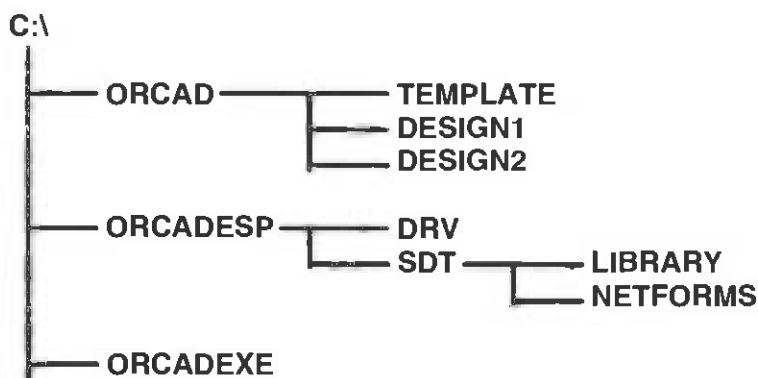 C:\
ORCAD TEMPLATE
DESIGN1
DESIGN2
ORCADESP DRV
SDT LIBRARY
NETFORMS
ORCADEXE